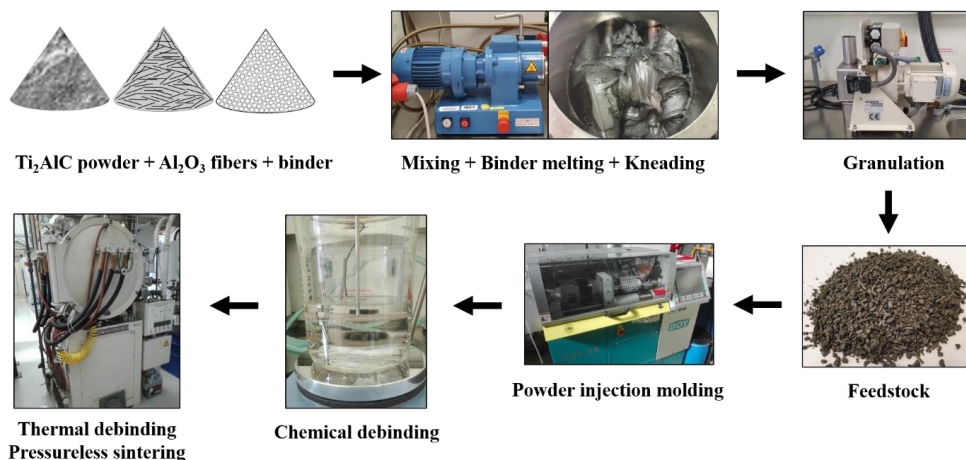 Ti₂AlC powder + Al₂O₃ fibers + binder
Mixing + Binder melting + Kneading
Granulation
Feedstock
Powder injection molding
BOY
Chemical debinding
Thermal debinding
Pressureless sintering